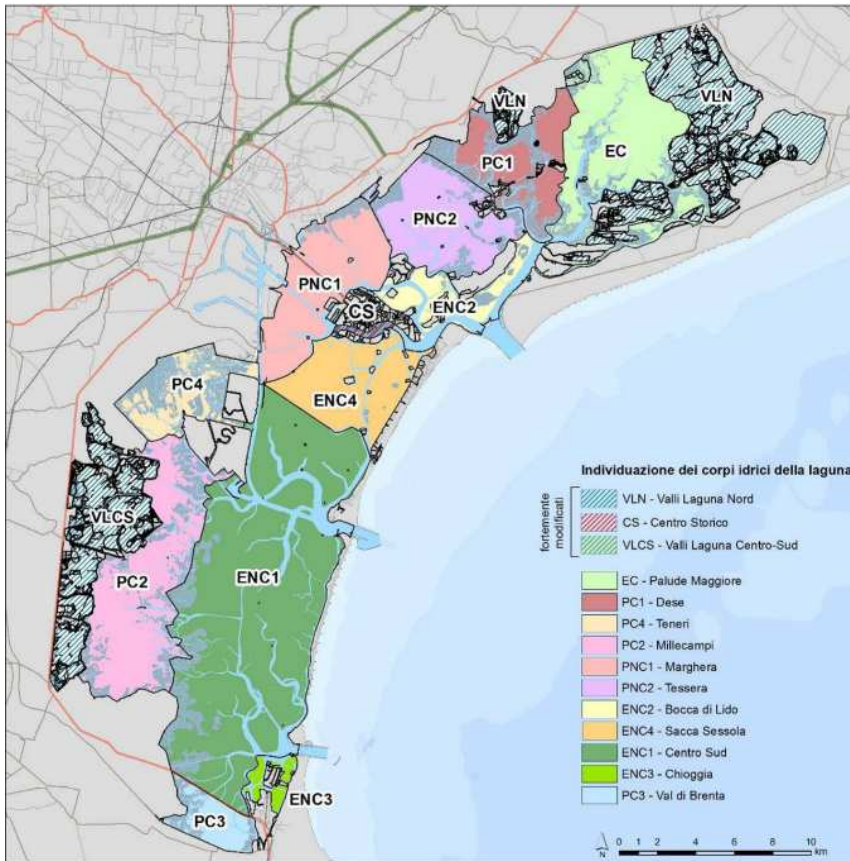 VLN
VLN
EC
PC1
PNC2
PNC1
ENC2
CS
PC4
ENC4
VLCS
PC2
ENC1
ENC3
PC3
Individuazione dei corpi idrici della laguna
fortemente
modificati
VLN - Valli Laguna Nord
CS - Centro Storico
VLCS - Valli Laguna Centro-Sud
EC - Palude Maggiore
PC1 - Dese
PC4 - Teneri
PC2 - Millecampi
PNC1 - Marghera
PNC2 - Tessera
ENC2 - Bocca di Lido
ENC4 - Sacca Sessola
ENC1 - Centro Sud
ENC3 - Chioggia
PC3 - Val di Brenta
N
0 2 4 6 8 10
km